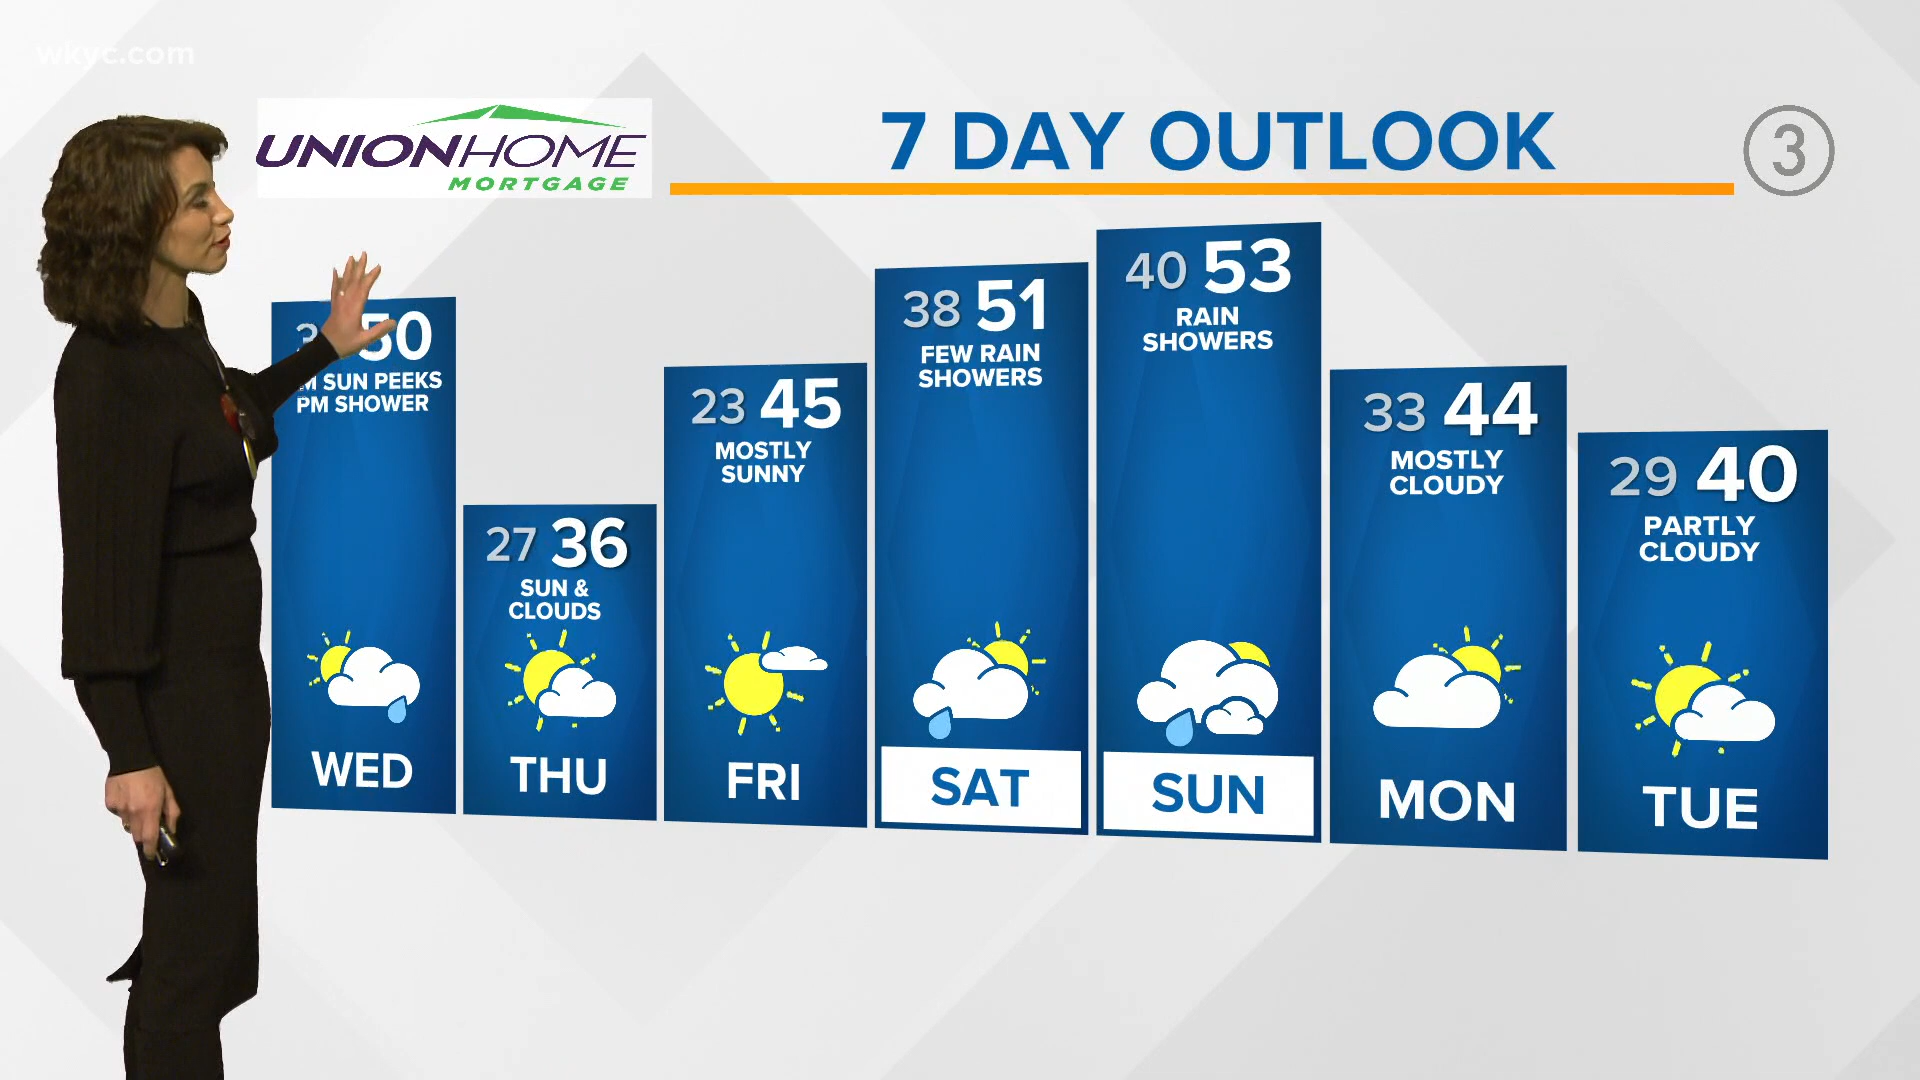 wkyc.com
UNIONHOME
MORTGAGE
7 DAY OUTLOOK
3
50
SUN PEEKS
PM SHOWER
WED
27 36
SUN &
CLOUDS
THU
23 45
MOSTLY
SUNNY
FRI
38 51
FEW RAIN
SHOWERS
SAT
40 53
RAIN
SHOWERS
SUN
33 44
MOSTLY
CLOUDY
MON
29 40
PARTLY
CLOUDY
TUE